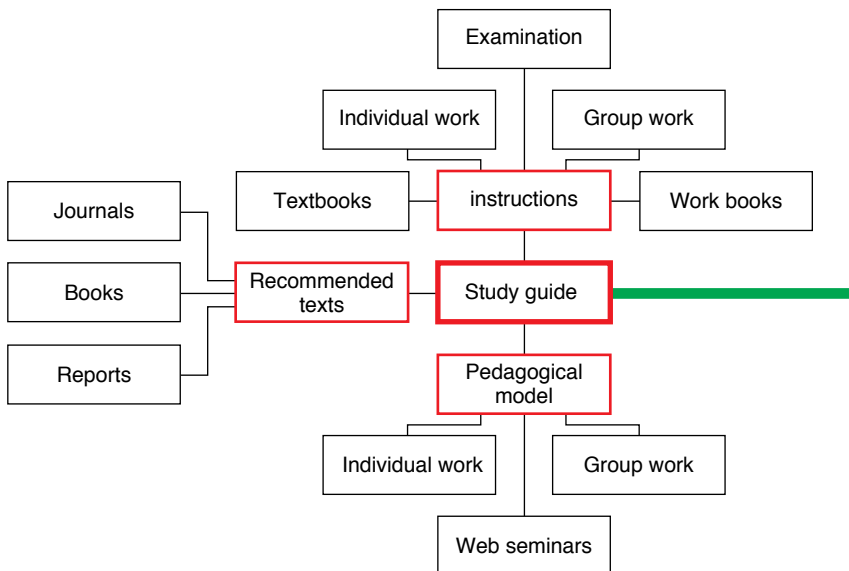 Examination
Individual work
Group work
Textbooks
instructions
Work books
Journals
Books
Reports
Recommended
texts
Study guide
Pedagogical
model
Individual work
Group work
Web seminars